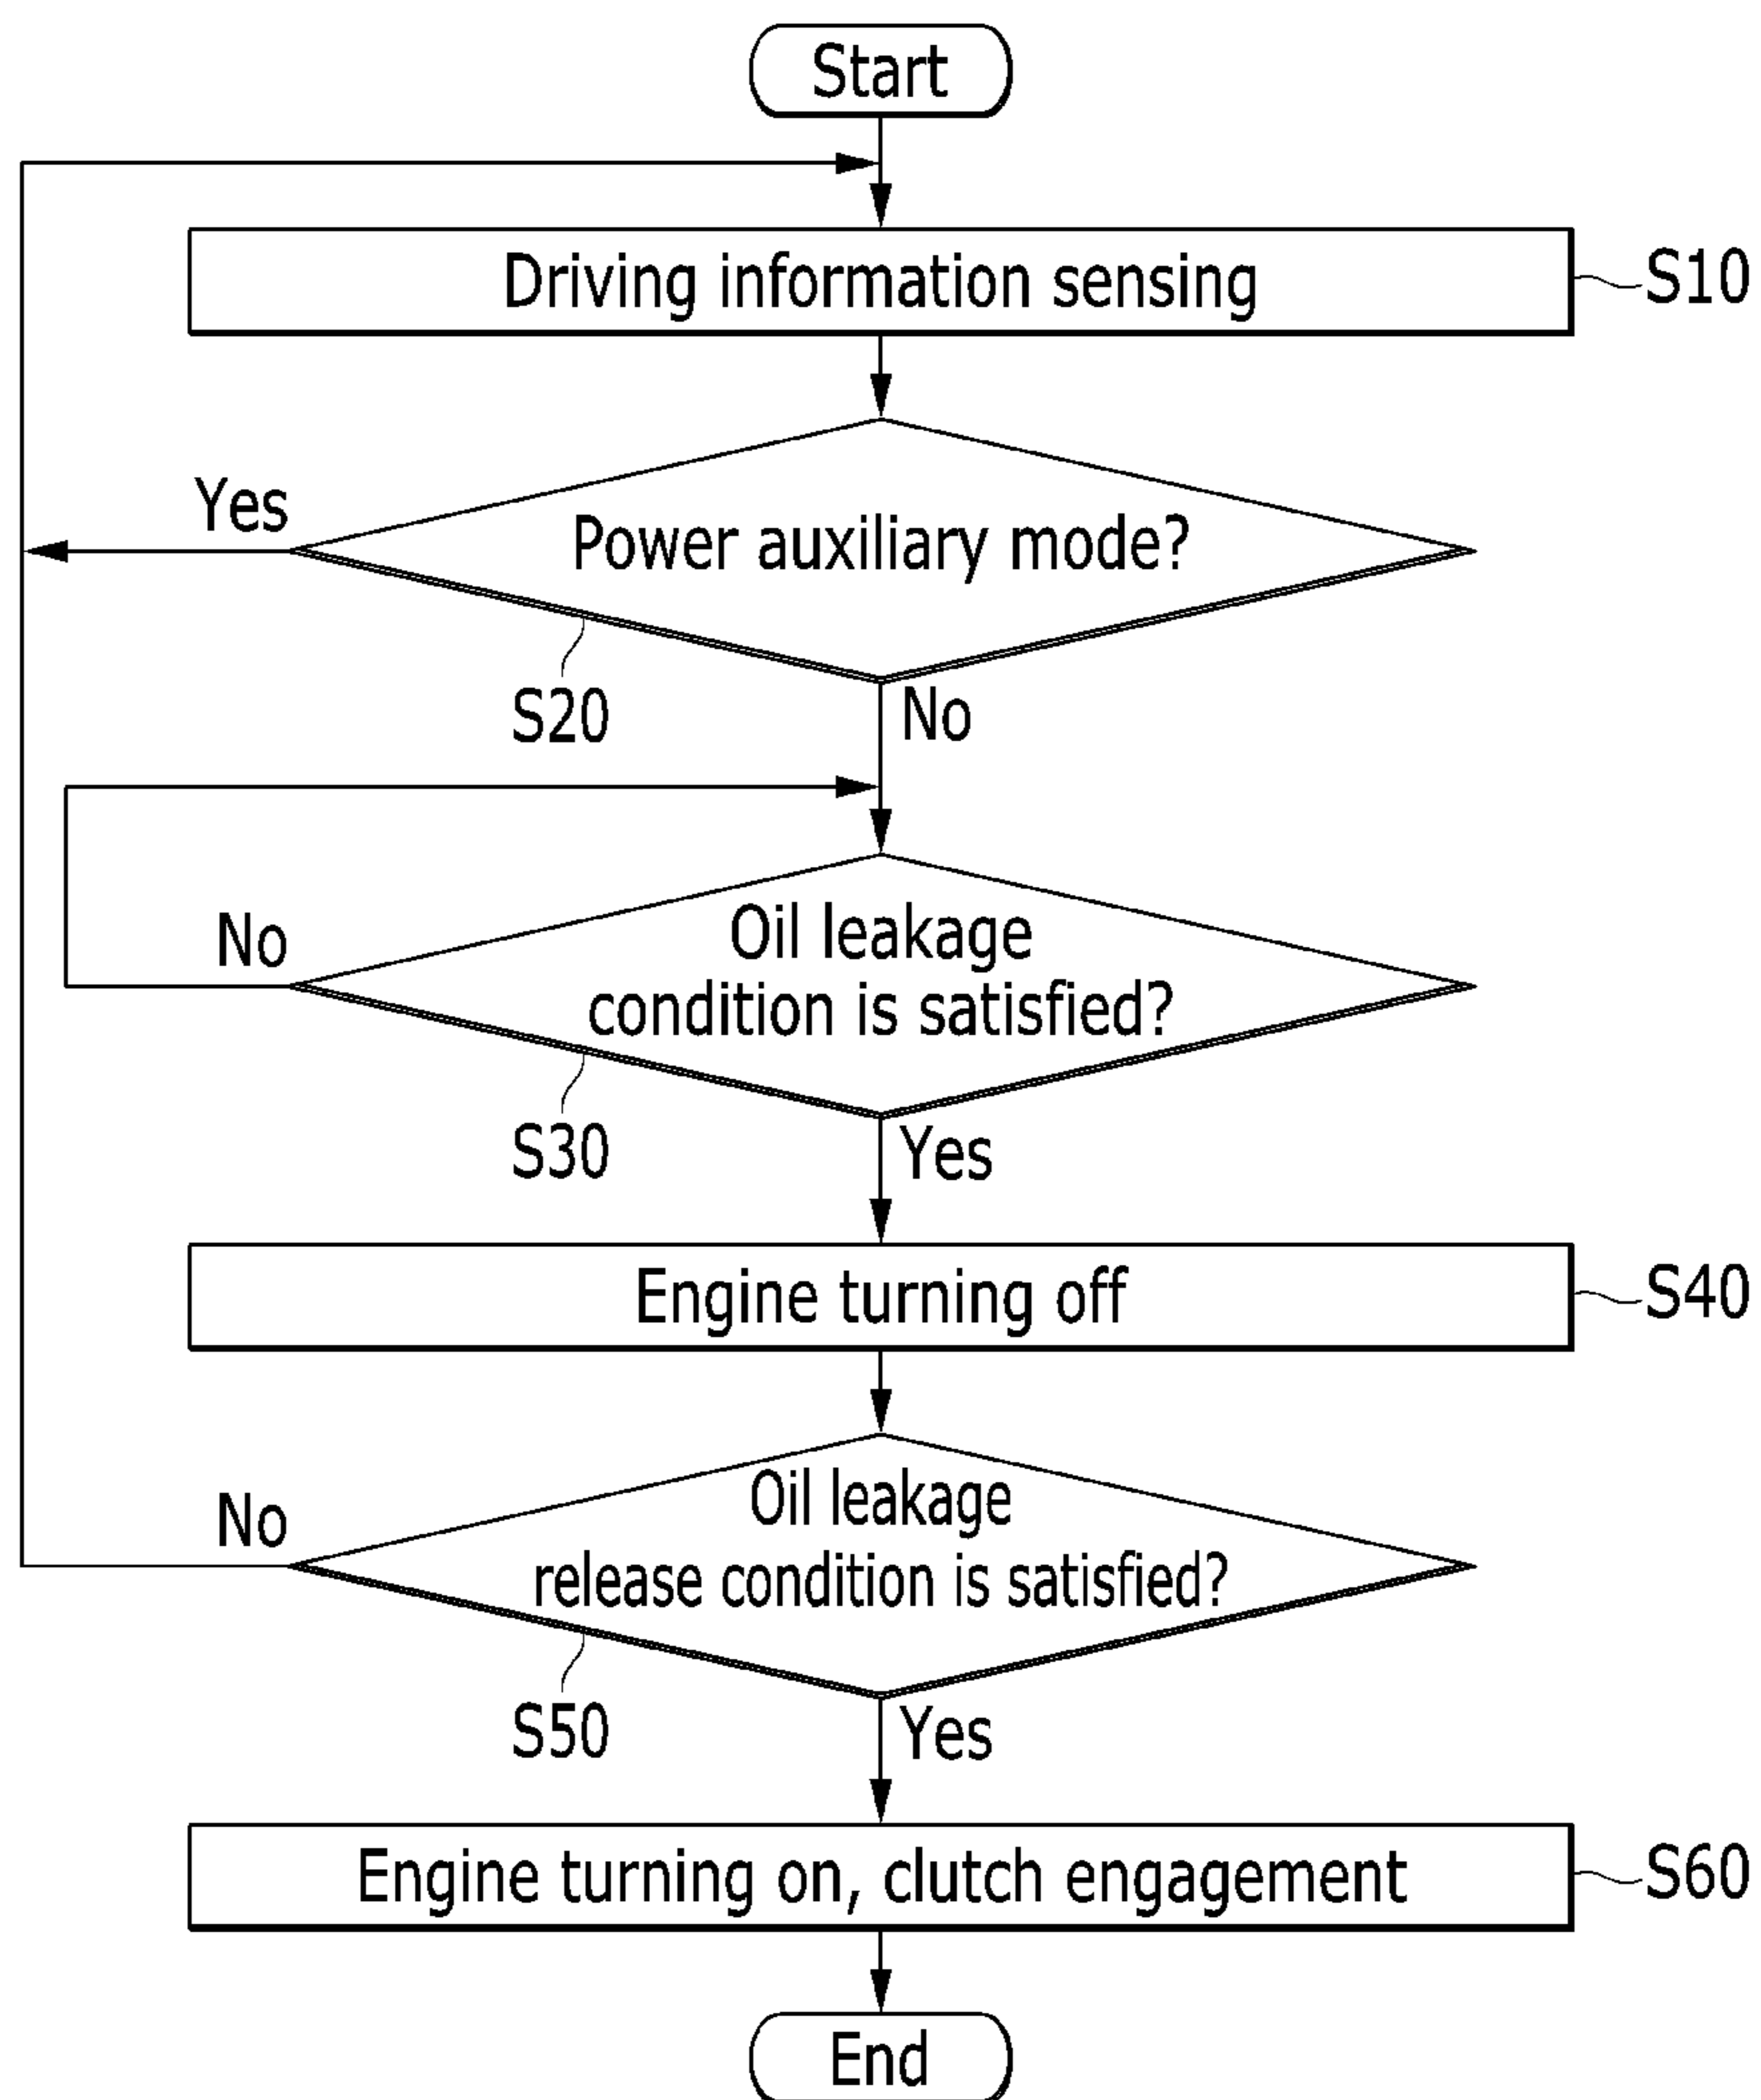 Start
Driving information sensing
S10
Yes
Power auxiliary mode?
S20
No
No
Oil leakage
condition is satisfied?
S30
Yes
Engine turning off
S40
No
Oil leakage
release condition is satisfied?
S50
Yes
Engine turning on, clutch engagement
S60
End